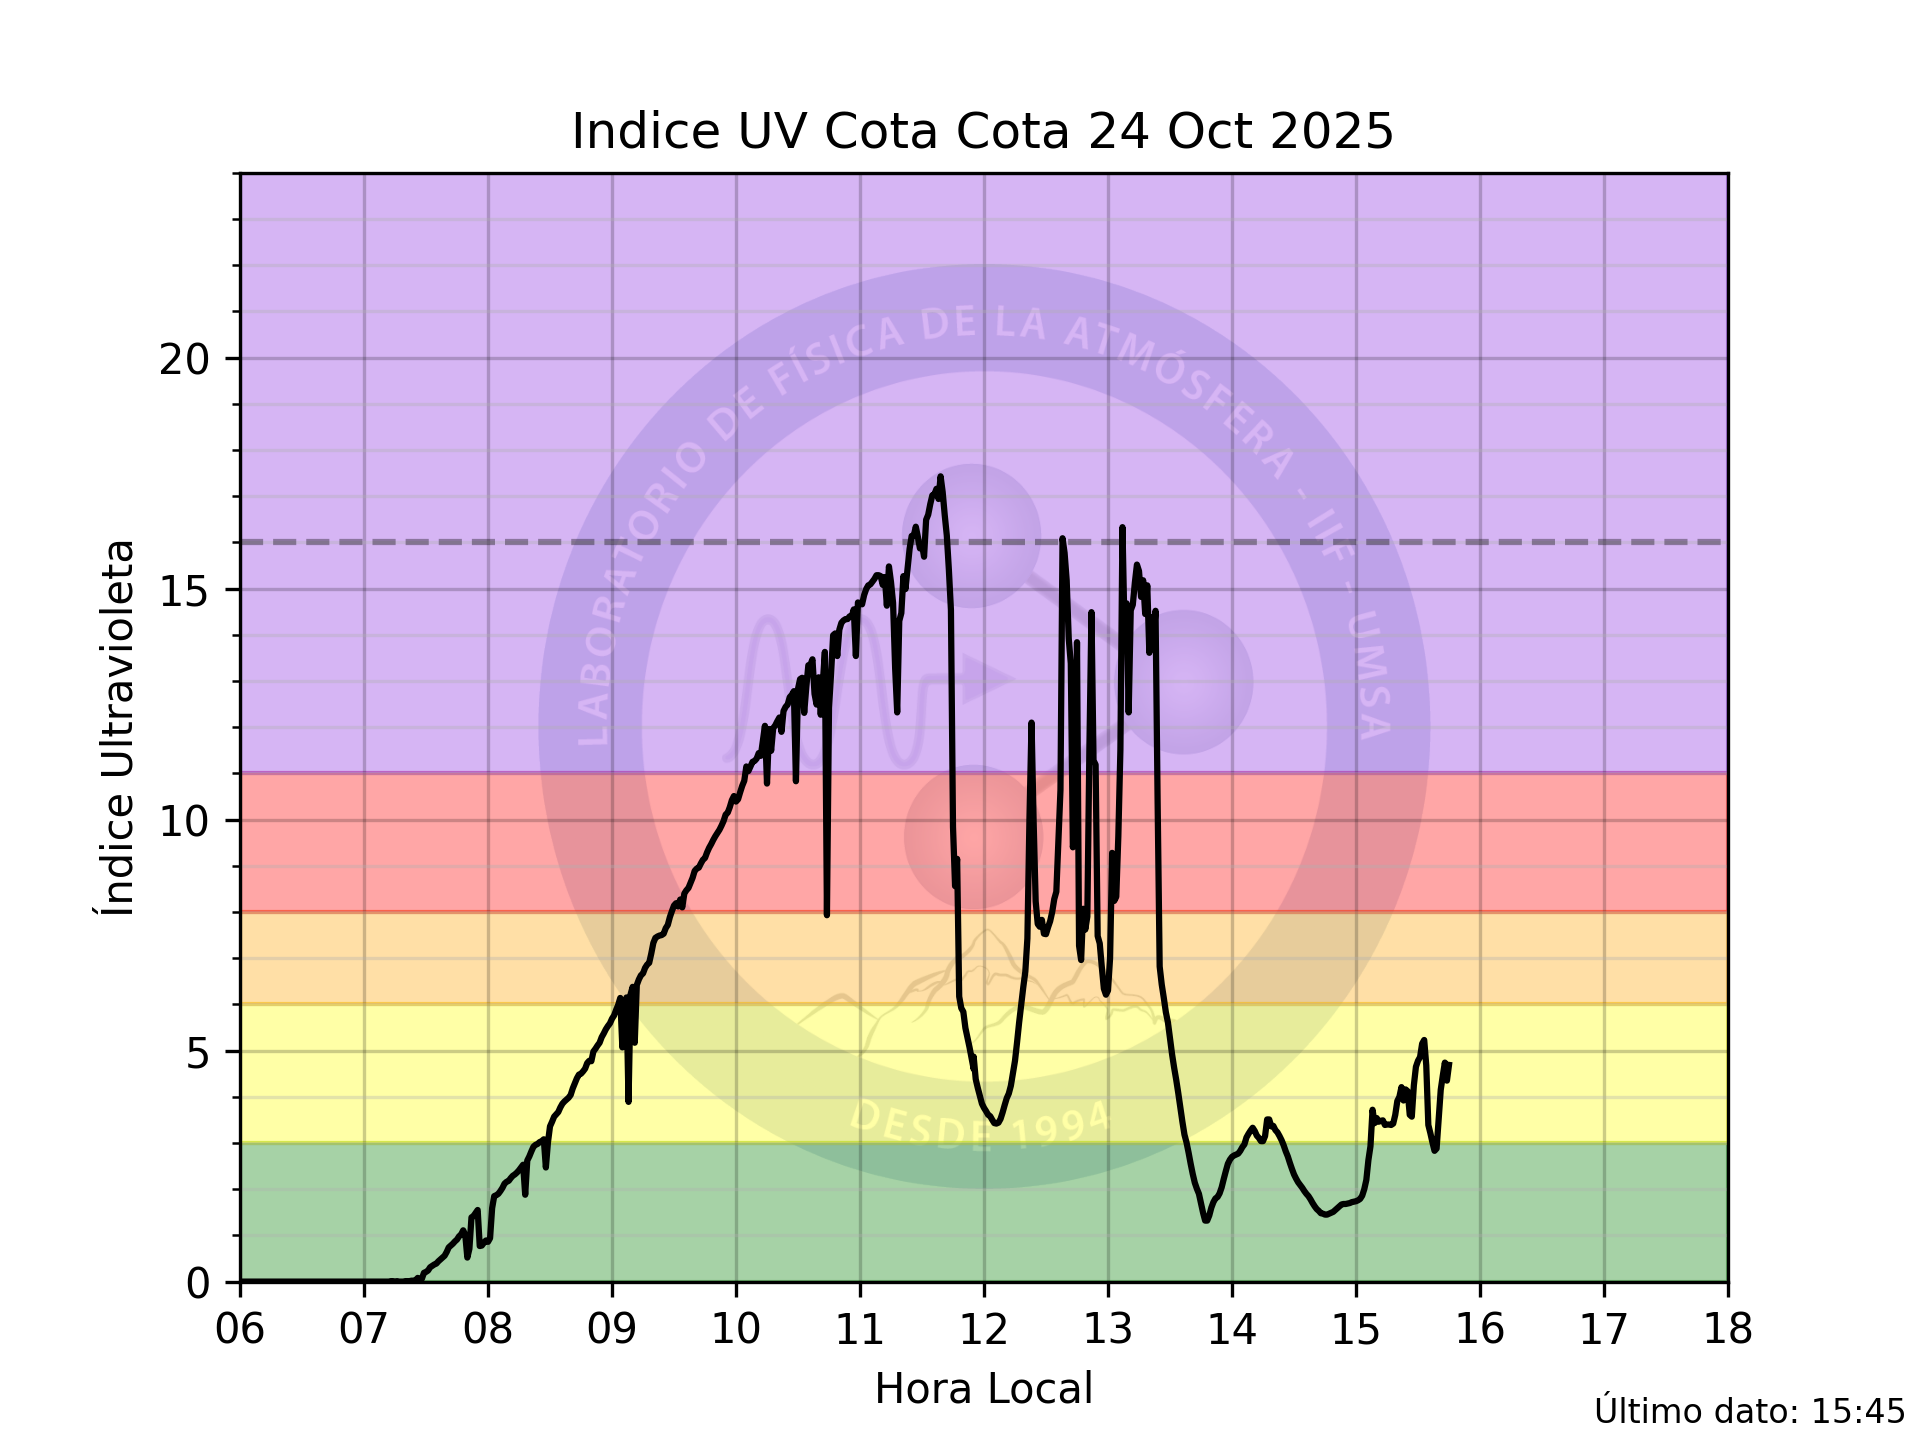 Indice UV Cota Cota 24 Oct 2025
LABORATORIO DE FÍSICA DE LA ATMÓSFERA - IIF - UMSA
DESDE 1994
Índice Ultravioleta
20
15
10
5
0
06 07 08 09 10 11 12 13 14 15 16 17 18
Hora Local
Último dato: 15:45